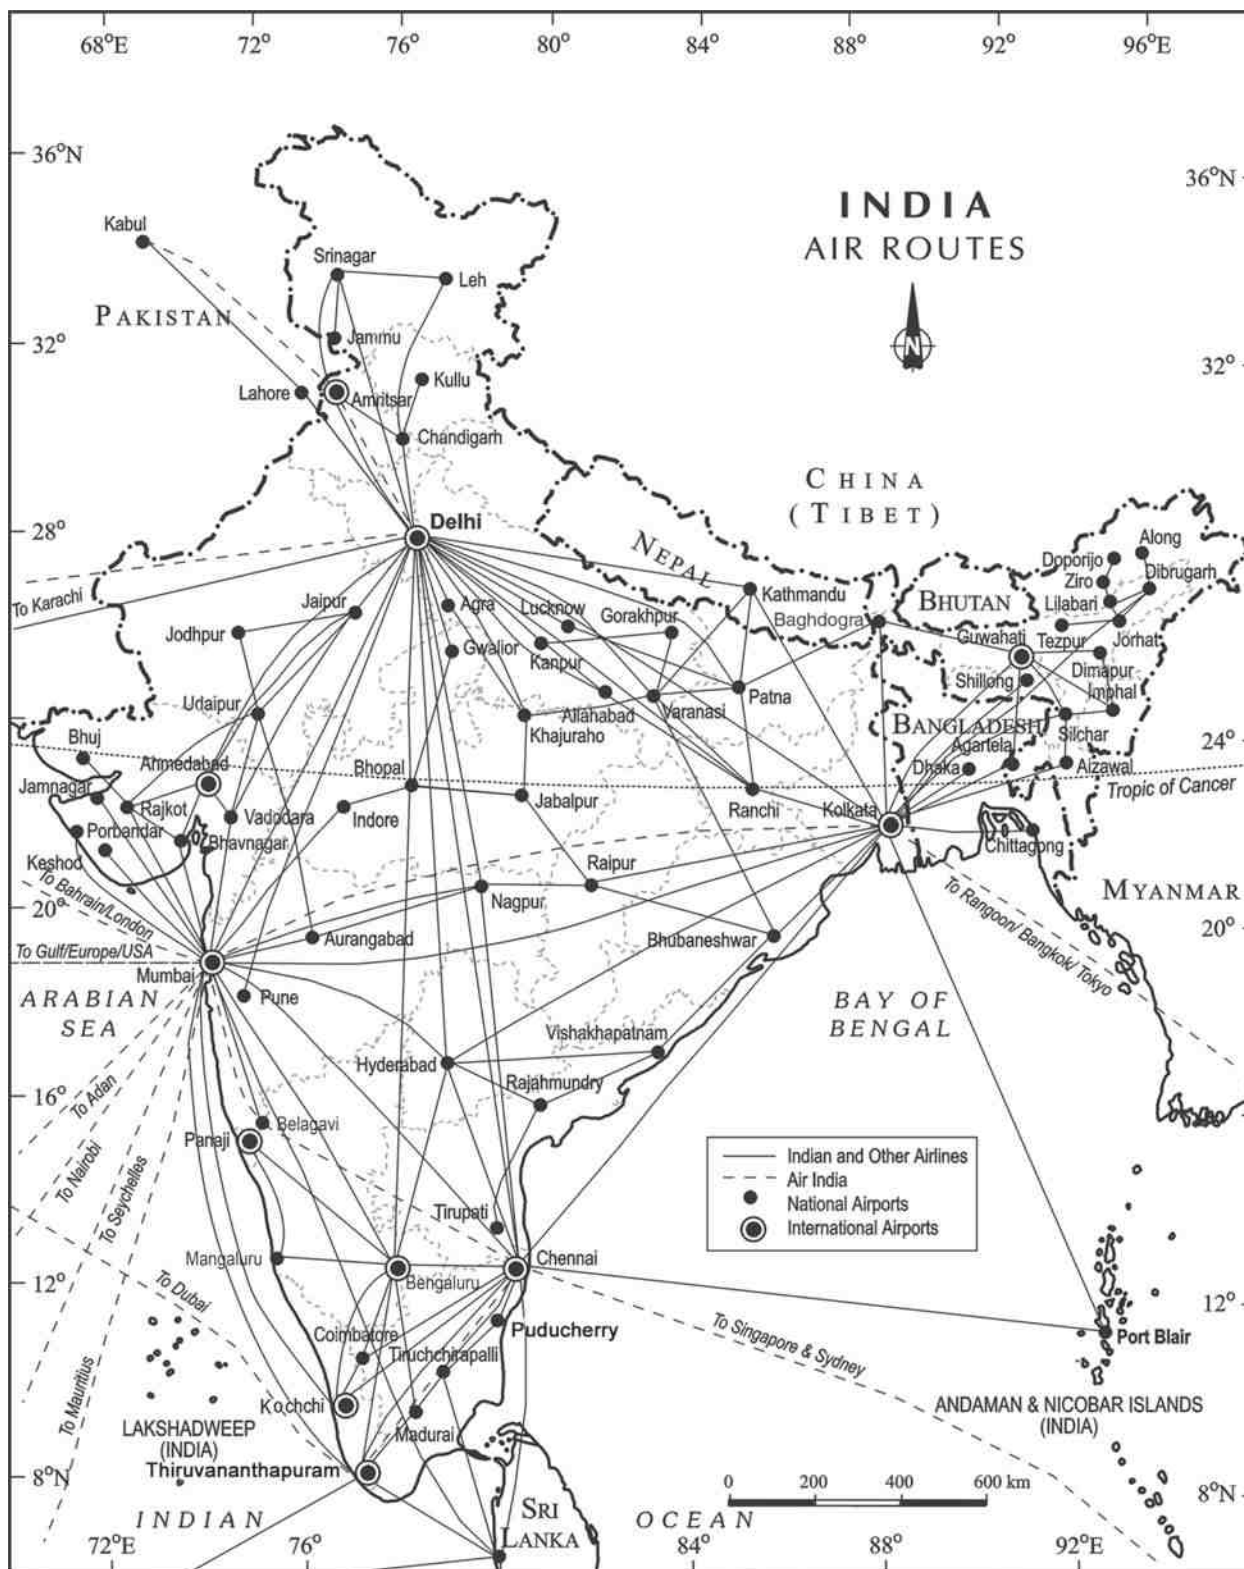 68°E 72° 76° 80° 84° 88° 92° 96°E
36°N
36°N
INDIA
AIR ROUTES
Kabul
Srinagar
Leh
PAKISTAN
N
Jammu
32°
32°
Kullu
Lahore
Amritsar
Chandigarh
CHINA
(TIBET)
Delhi
28°
NEPAL
Along
Doporijo
Ziro
Dibrugarh
To Karachi
Jaipur
Agra
Lucknow
Gorakhpur
Kathmandu
BHUTAN
Lilabari
Baghdogra
Jodhpur
Gwalior
Kanpur
Guwahati
Tezpur
Jorhat
Dimapur
Shillong
Imphal
Udaipur
Allahabad
Varanasi
Patna
BANGLADESH
Khajuraho
Silchar
Bhuj
Agartela
24°
Ahmedabad
Bhopal
Dhaka
Aizawal
Jamnagar
Rajkot
Vadodara
Indore
Jabalpur
Ranchi
Kolkata
Tropic of Cancer
Porbandar
Bhavnagar
Chittagong
Keshod
Raipur
To Bahrain/London
Nagpur
MYANMAR
20°
20°
To Rangoon/ Bangkok/ Tokyo
To Gulf/Europe/USA
Aurangabad
Bhubaneshwar
Mumbai
Pune
ARABIAN
SEA
BAY OF
BENGAL
Vishakhapatnam
Hyderabad
Rajahmundry
16°
To Adan
Belagavi
Panaji
To Nairobi
Indian and Other Airlines
Air India
National Airports
International Airports
To Seychelles
Tirupati
Mangaluru
Chennai
Bengaluru
12°
12°
To Dubai
Puducherry
Coimbatore
Tiruchchirapalli
To Singapore & Sydney
Port Blair
To Mauritius
Kochchi
Madurai
LAKSHADWEEP
(INDIA)
ANDAMAN & NICOBAR ISLANDS
(INDIA)
Thiruvananthapuram
8°N
8°N
0 200 400 600 km
INDIAN
SRI
LANKA
OCEAN
72°E 76° 84° 88° 92°E